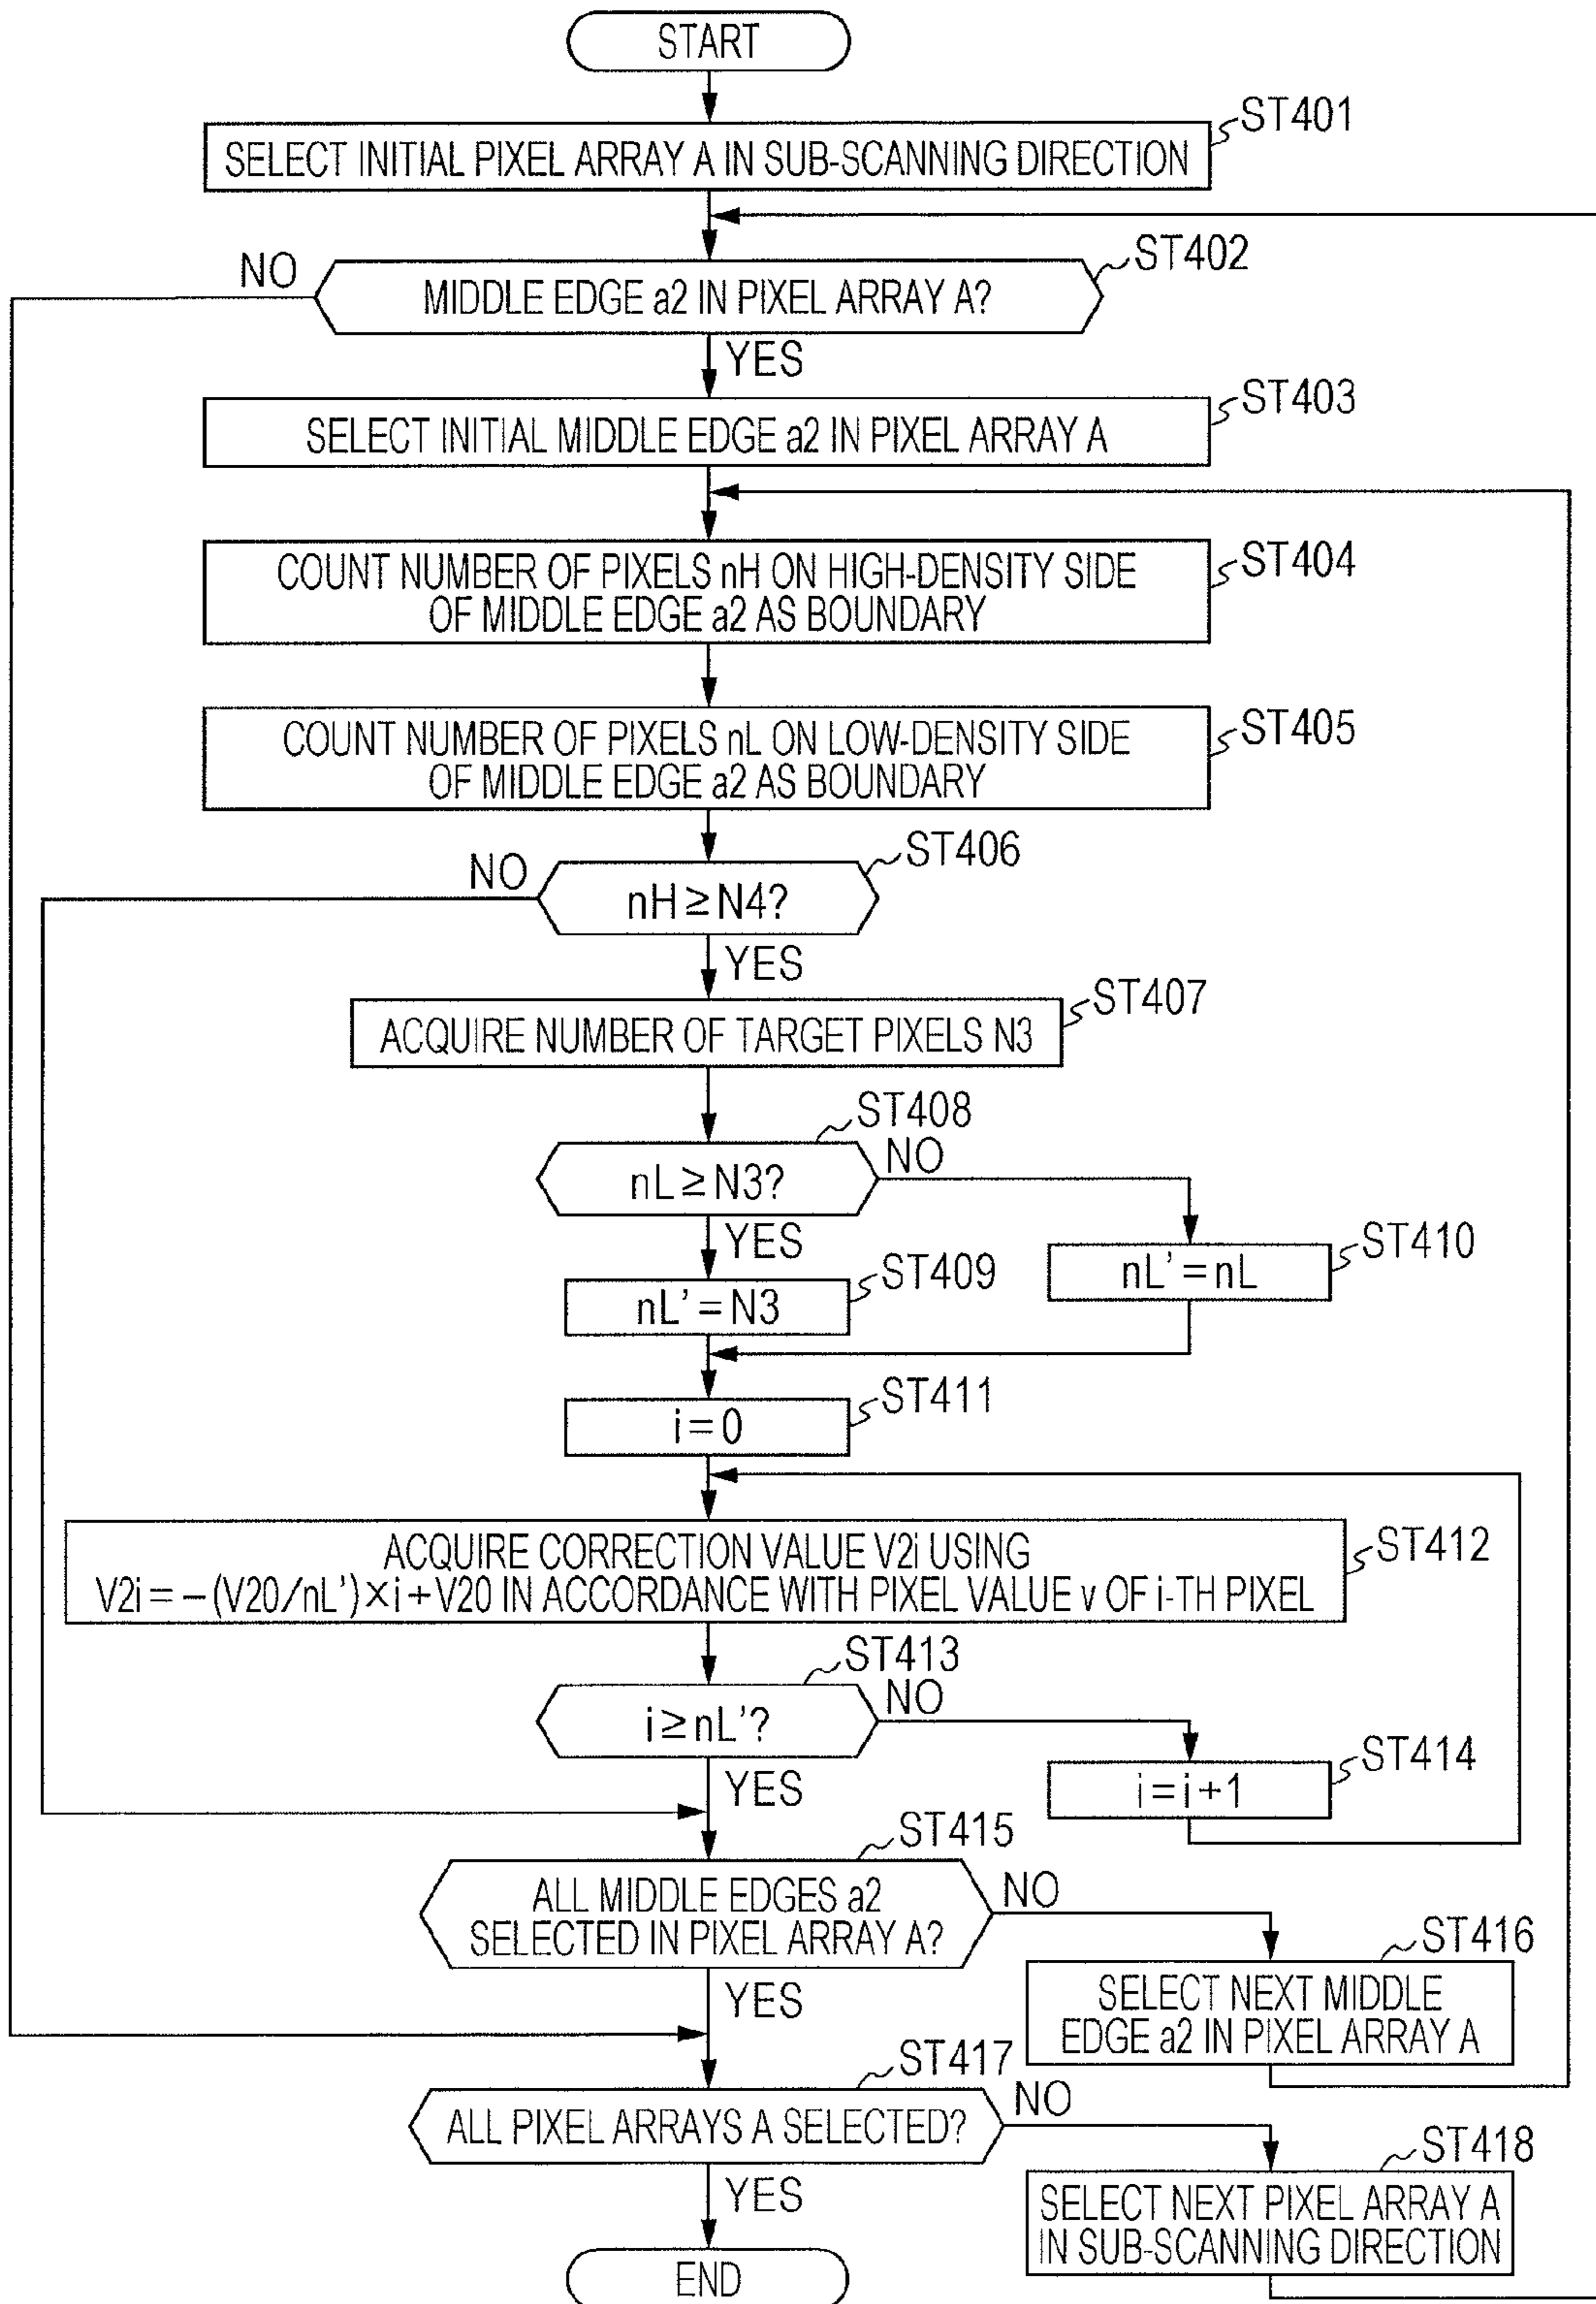 START
ST401
SELECT INITIAL PIXEL ARRAY A IN SUB-SCANNING DIRECTION
ST402
NO
MIDDLE EDGE a2 IN PIXEL ARRAY A?
YES
ST403
SELECT INITIAL MIDDLE EDGE a2 IN PIXEL ARRAY A
ST404
COUNT NUMBER OF PIXELS nH ON HIGH-DENSITY SIDE
OF MIDDLE EDGE a2 AS BOUNDARY
ST405
COUNT NUMBER OF PIXELS nL ON LOW-DENSITY SIDE
OF MIDDLE EDGE a2 AS BOUNDARY
ST406
NO
nH ≥ N4?
YES
ST407
ACQUIRE NUMBER OF TARGET PIXELS N3
ST408
NO
nL ≥ N3?
YES
ST409
nL' = N3
ST410
nL' = nL
ST411
i = 0
ST412
ACQUIRE CORRECTION VALUE V2i USING
V2i = – (V20/nL') × i + V20 IN ACCORDANCE WITH PIXEL VALUE v OF i-TH PIXEL
ST413
NO
i ≥ nL'?
YES
ST414
i = i + 1
ST415
ALL MIDDLE EDGES a2
SELECTED IN PIXEL ARRAY A?
NO
YES
ST416
SELECT NEXT MIDDLE
EDGE a2 IN PIXEL ARRAY A
ST417
NO
ALL PIXEL ARRAYS A SELECTED?
YES
ST418
SELECT NEXT PIXEL ARRAY A
IN SUB-SCANNING DIRECTION
END